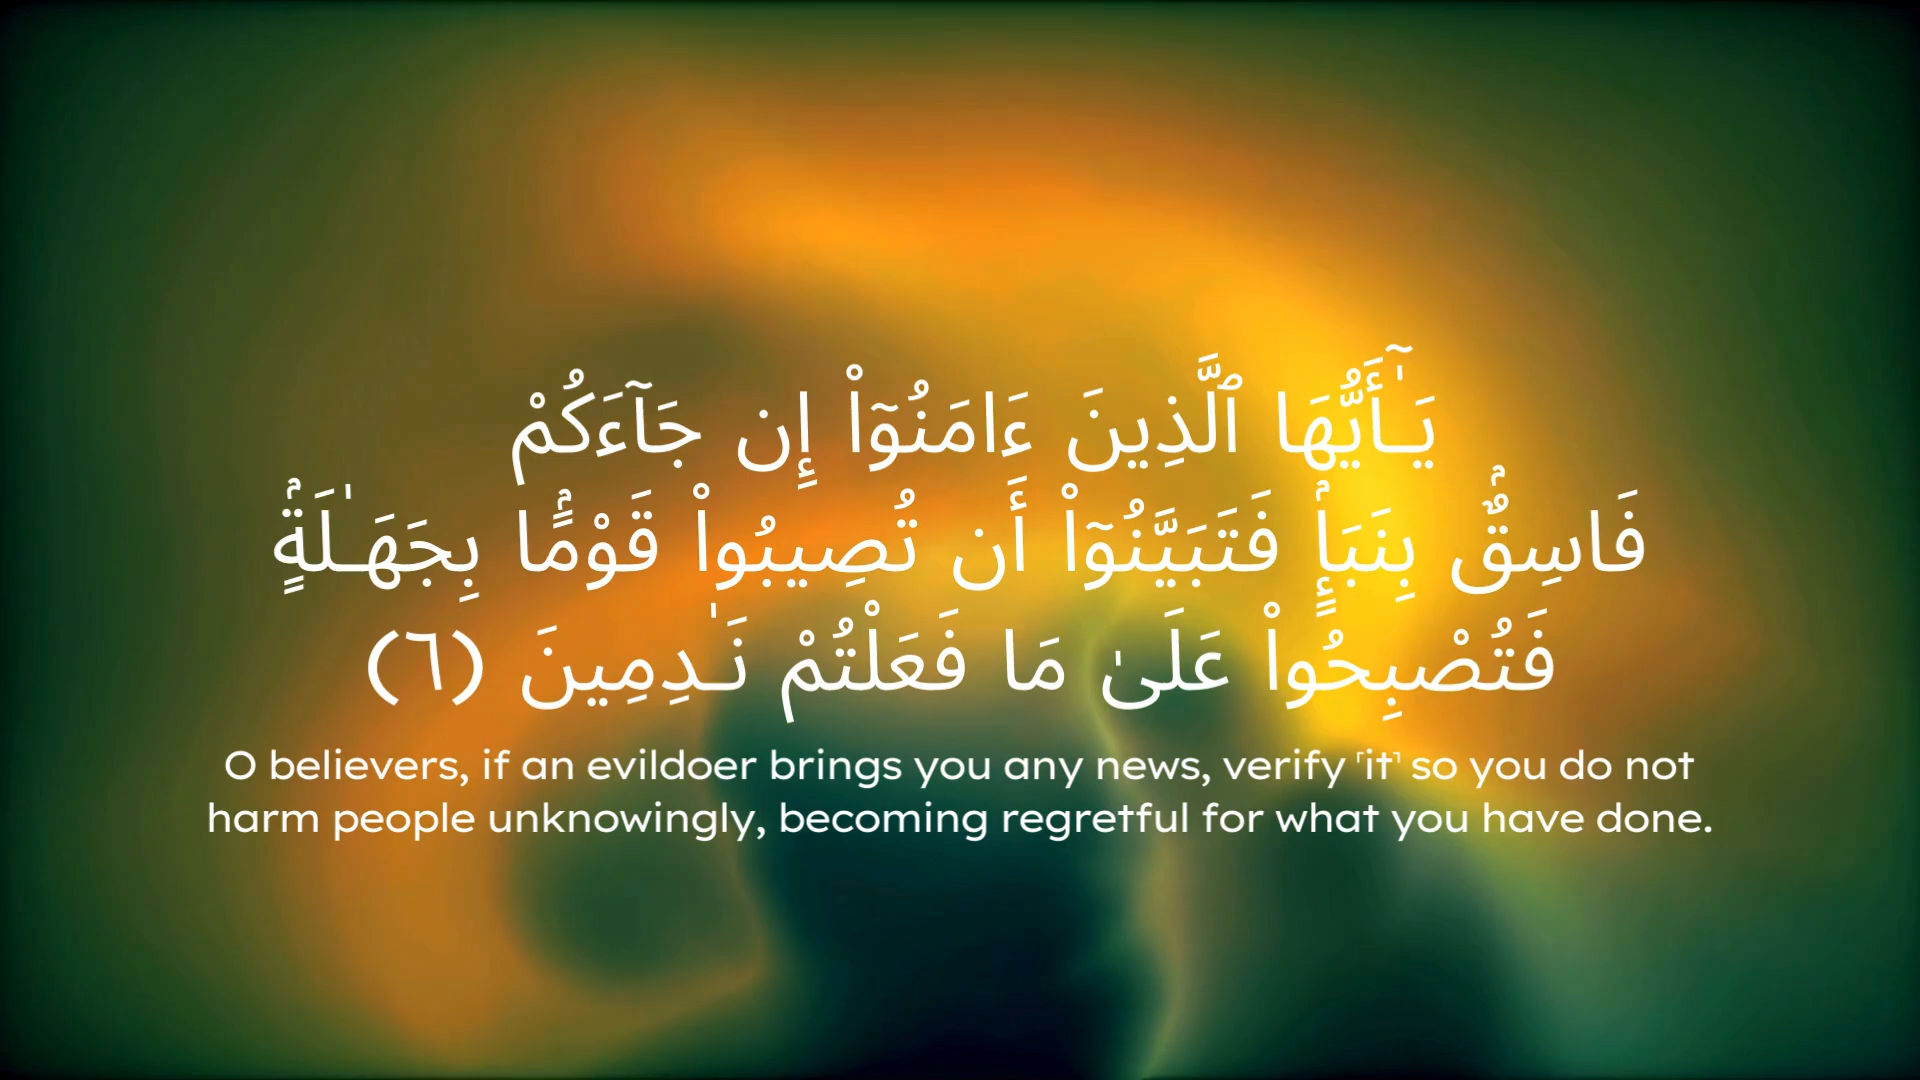 يَـٰٓأَيُّهَا ٱلَّذِينَ ءَامَنُوٓا۟ إِن جَآءَكُمْ
فَاسِقٌۢ بِنَبَإٍۢ فَتَبَيَّنُوٓا۟ أَن تُصِيبُوا۟ قَوْمًۢا بِجَهَـٰلَةٍۢ
فَتُصْبِحُوا۟ عَلَىٰ مَا فَعَلْتُمْ نَـٰدِمِينَ (٦)
O believers, if an evildoer brings you any news, verify ˹it˺ so you do not
harm people unknowingly, becoming regretful for what you have done.